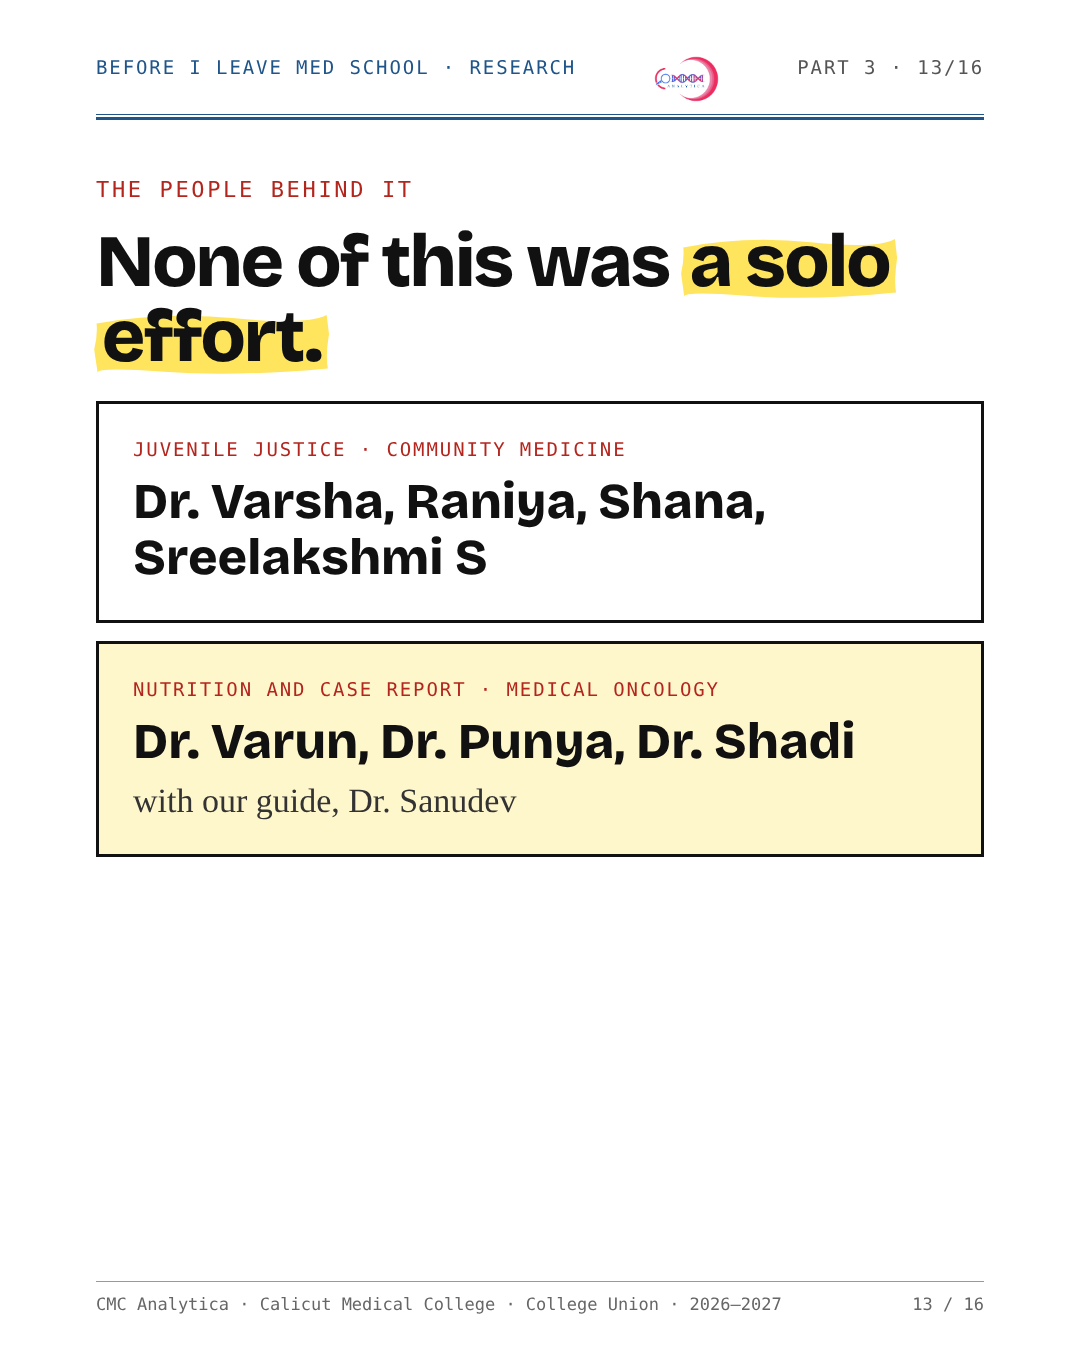 BEFORE I LEAVE MED SCHOOL · RESEARCH
ANALYTICA
PART 3 · 13/16
THE PEOPLE BEHIND IT
None of this was a solo
effort.
JUVENILE JUSTICE · COMMUNITY MEDICINE
Dr. Varsha, Raniya, Shana,
Sreelakshmi S
NUTRITION AND CASE REPORT · MEDICAL ONCOLOGY
Dr. Varun, Dr. Punya, Dr. Shadi
with our guide, Dr. Sanudev
CMC Analytica · Calicut Medical College · College Union · 2026–2027
13 / 16